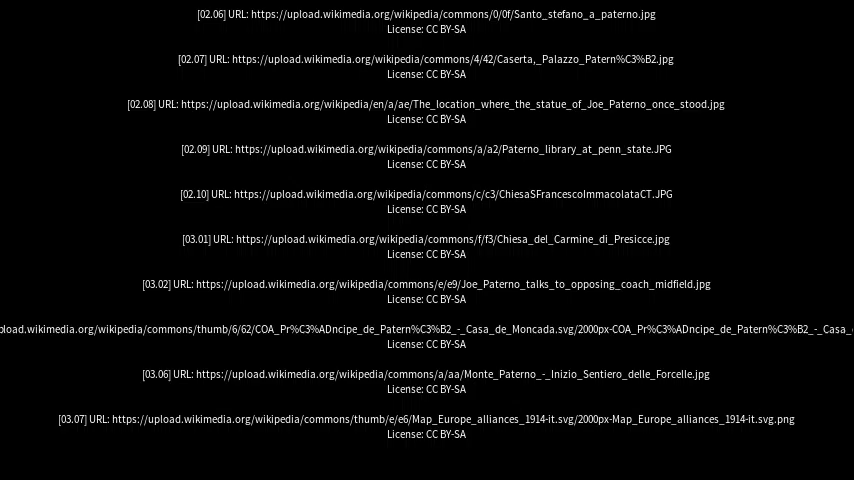 [02.06] URL: https://upload.wikimedia.org/wikipedia/commons/0/0f/Santo_stefano_a_paterno.jpg
License: CC BY-SA
[02.07] URL: https://upload.wikimedia.org/wikipedia/commons/4/42/Caserta,_Palazzo_Patern%C3%B2.jpg
License: CC BY-SA
[02.08] URL: https://upload.wikimedia.org/wikipedia/en/a/ae/The_location_where_the_statue_of_Joe_Paterno_once_stood.jpg
License: CC BY-SA
[02.09] URL: https://upload.wikimedia.org/wikipedia/commons/a/a2/Paterno_library_at_penn_state.JPG
License: CC BY-SA
[02.10] URL: https://upload.wikimedia.org/wikipedia/commons/c/c3/ChiesaSFrancescoImmacolataCT.JPG
License: CC BY-SA
[03.01] URL: https://upload.wikimedia.org/wikipedia/commons/f/f3/Chiesa_del_Carmine_di_Presicce.jpg
License: CC BY-SA
[03.02] URL: https://upload.wikimedia.org/wikipedia/commons/e/e9/Joe_Paterno_talks_to_opposing_coach_midfield.jpg
License: CC BY-SA
pload.wikimedia.org/wikipedia/commons/thumb/6/62/COA_Pr%C3%ADncipe_de_Patern%C3%B2_-_Casa_de_Moncada.svg/2000px-COA_Pr%C3%ADncipe_de_Patern%C3%B2_-_Casa_
License: CC BY-SA
[03.06] URL: https://upload.wikimedia.org/wikipedia/commons/a/aa/Monte_Paterno_-_Inizio_Sentiero_delle_Forcelle.jpg
License: CC BY-SA
[03.07] URL: https://upload.wikimedia.org/wikipedia/commons/thumb/e/e6/Map_Europe_alliances_1914-it.svg/2000px-Map_Europe_alliances_1914-it.svg.png
License: CC BY-SA